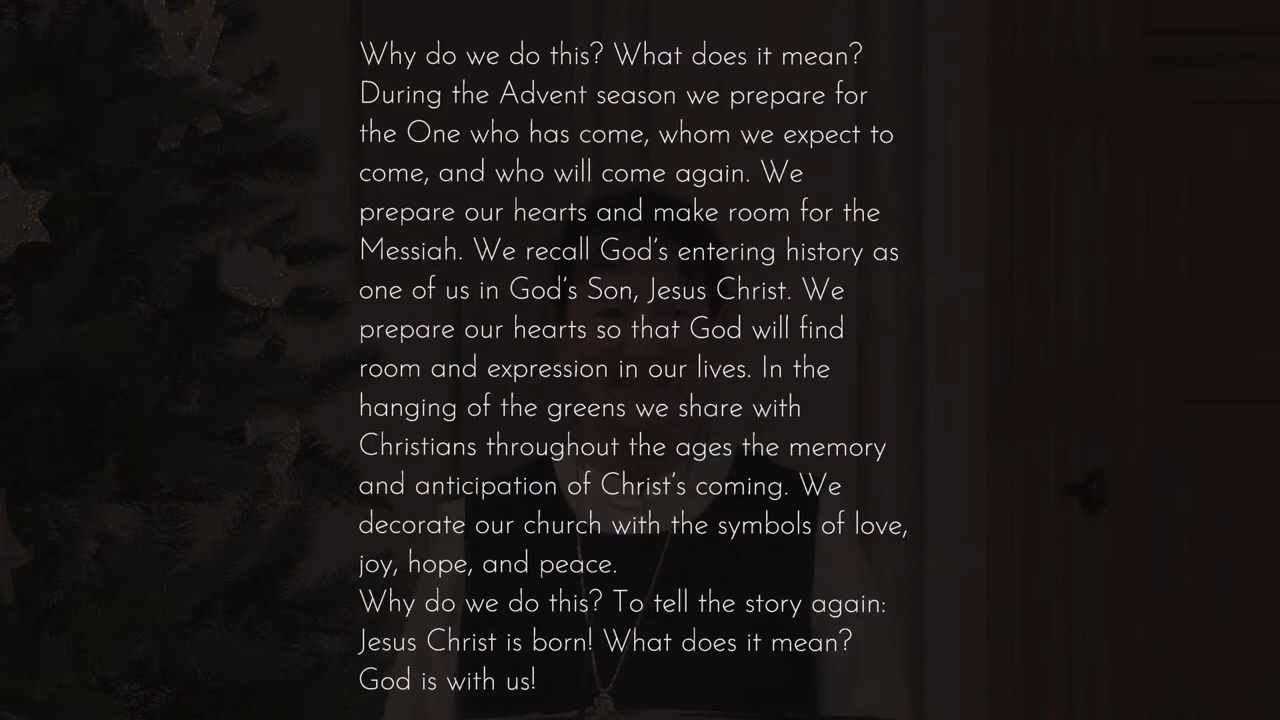 Why do we do this? What does it mean?
During the Advent season we prepare for
the One who has come, whom we expect to
come, and who will come again. We
prepare our hearts and make room for the
Messiah. We recall God's entering history as
one of us in God's Son, Jesus Christ. We
prepare our hearts so that God will find
room and expression in our lives. In the
hanging of the greens we share with
Christians throughout the ages the memory
and anticipation of Christ's coming. We
decorate our church with the symbols of love,
joy, hope, and peace.
Why do we do this? To tell the story again:
Jesus Christ is born! What does it mean?
God is with us!